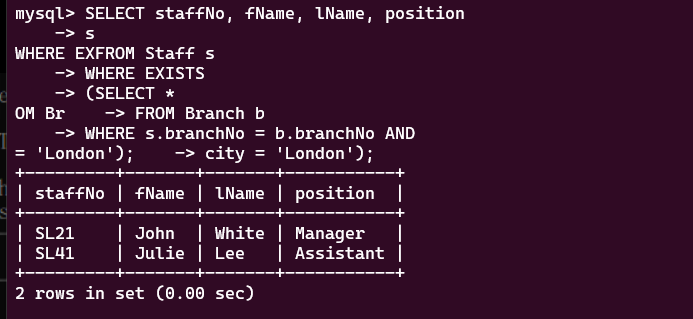 mysql> SELECT staffNo, fName, lName, position
    -> s
WHERE EXFROM Staff s
    -> WHERE EXISTS
    -> (SELECT *
OM Br    -> FROM Branch b
    -> WHERE s.branchNo = b.branchNo AND
= 'London');    -> city = 'London');
+---------+-------+-------+-----------+
| staffNo | fName | lName | position  |
+---------+-------+-------+-----------+
| SL21    | John  | White | Manager   |
| SL41    | Julie | Lee   | Assistant |
+---------+-------+-------+-----------+
2 rows in set (0.00 sec)